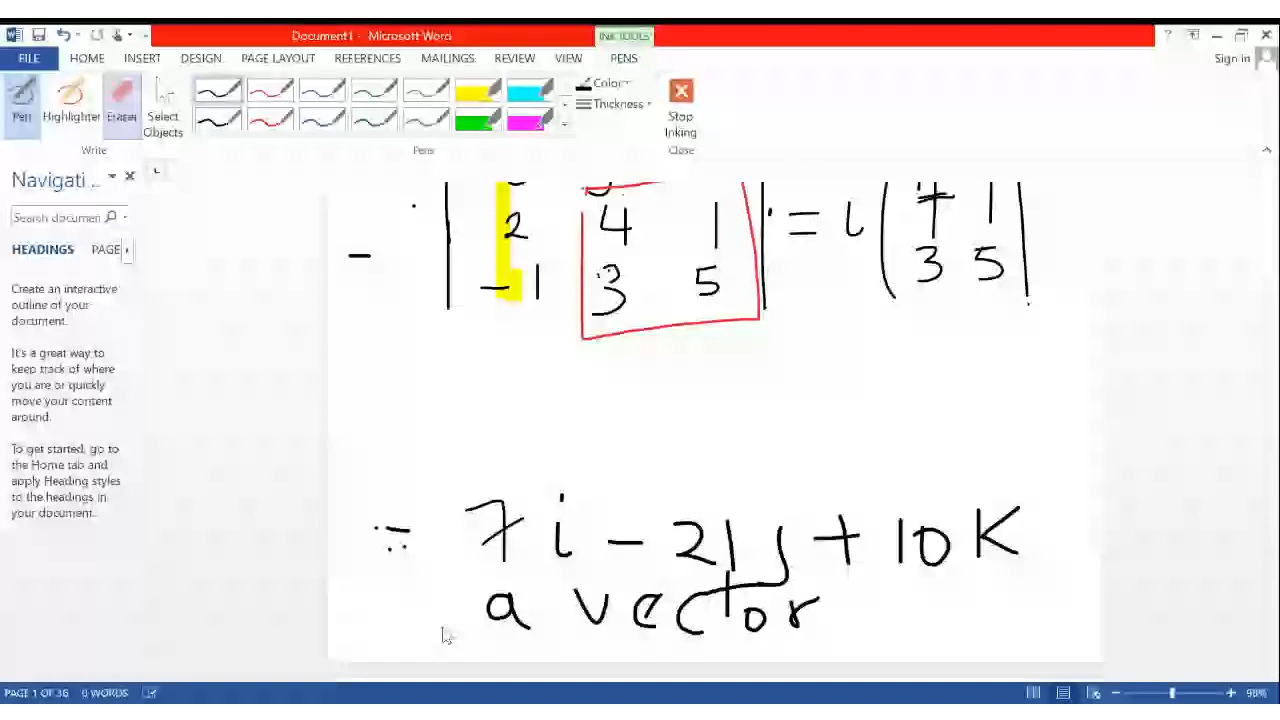 Document1 - Microsoft Word
INK TOOLS
?
Sign in
FILE HOME INSERT DESIGN PAGE LAYOUT REFERENCES MAILINGS REVIEW VIEW PENS
Pen Highlighter Eraser Select Objects
Color
Thickness
Stop Inking
Write Pens Close
Navigati...
Search documen
HEADINGS PAGE
Create an interactive
outline of your
document.
It's a great way to
keep track of where
you are or quickly
move your content
around.
To get started, go to
the Home tab and
apply Heading styles
to the headings in
your document.
- | 2 4 1 | = i ( 4 1 |
-1 3 5 3 5
= 7i - 21j + 10K
a vector
PAGE 1 OF 36 0 WORDS
98%